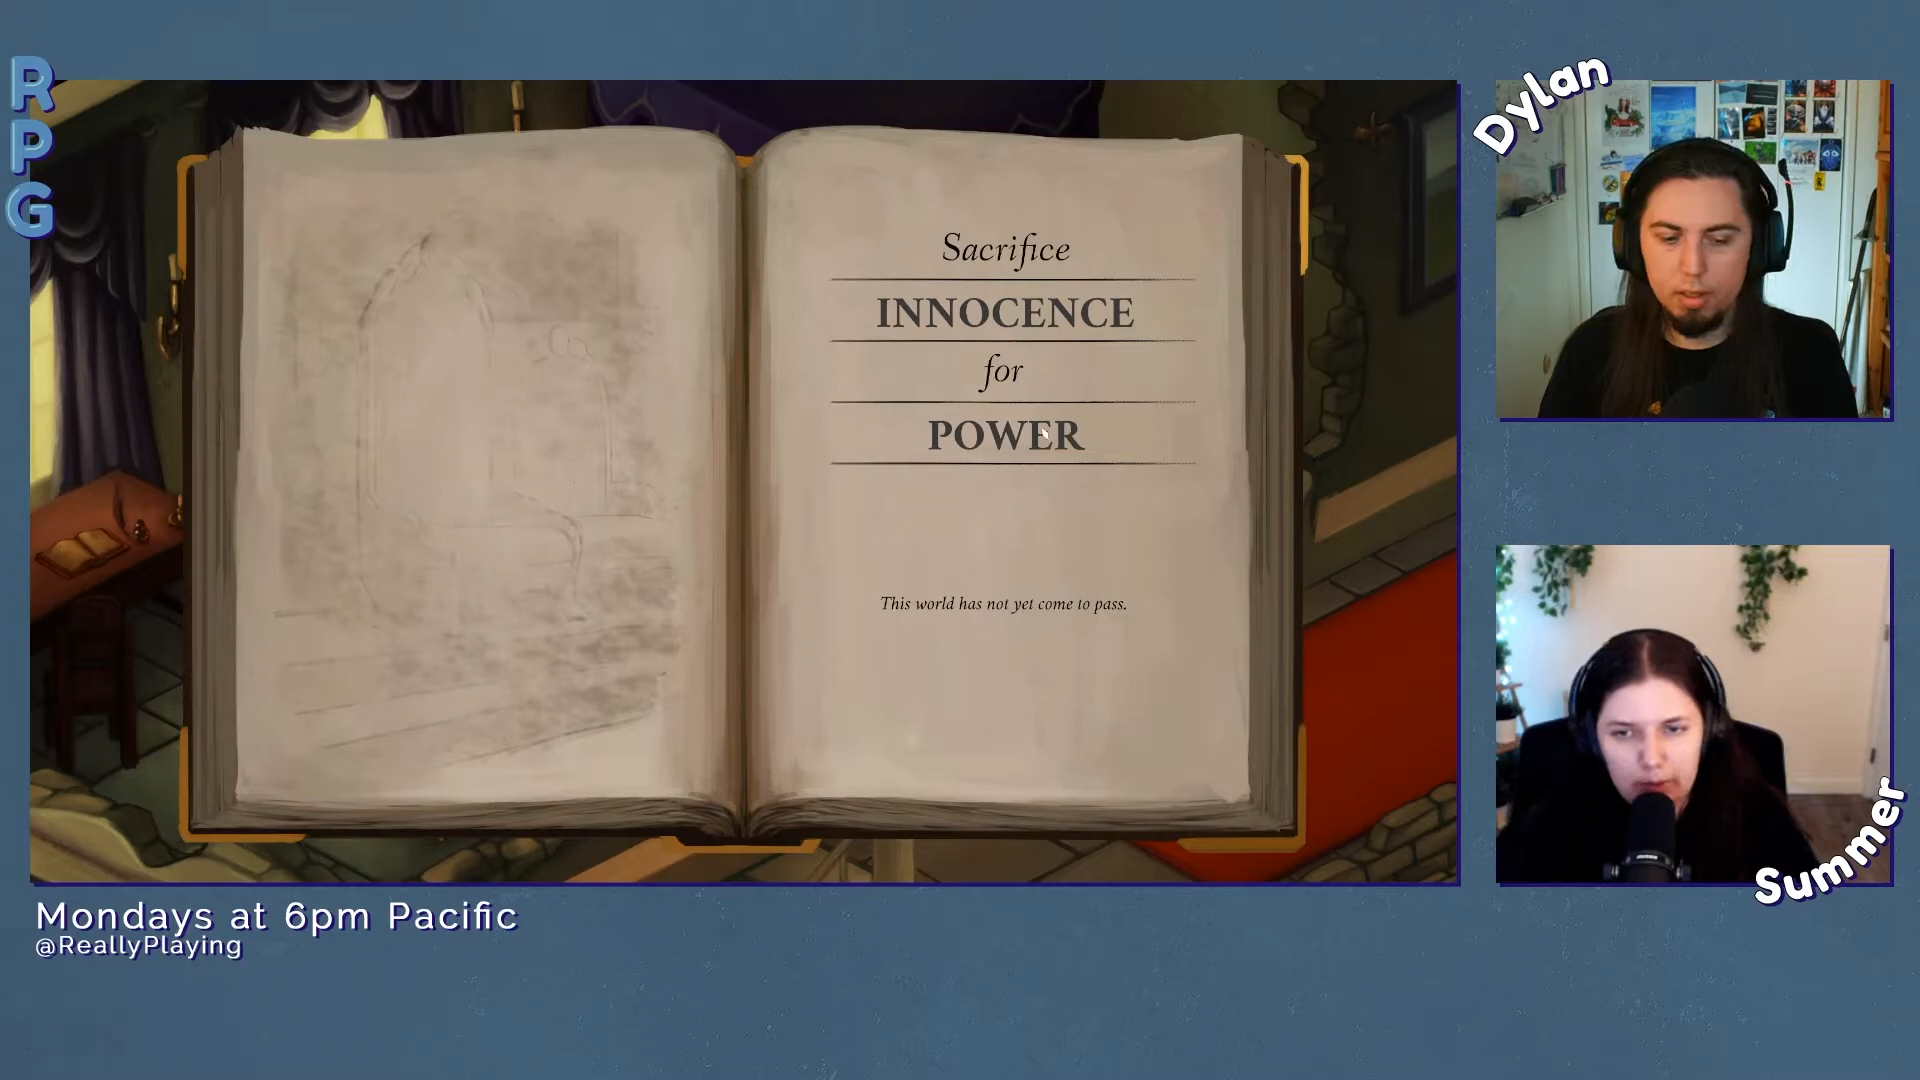 RPG
Dylan
Sacrifice
INNOCENCE
for
POWER
This world has not yet come to pass.
Summer
Mondays at 6pm Pacific
@ReallyPlaying